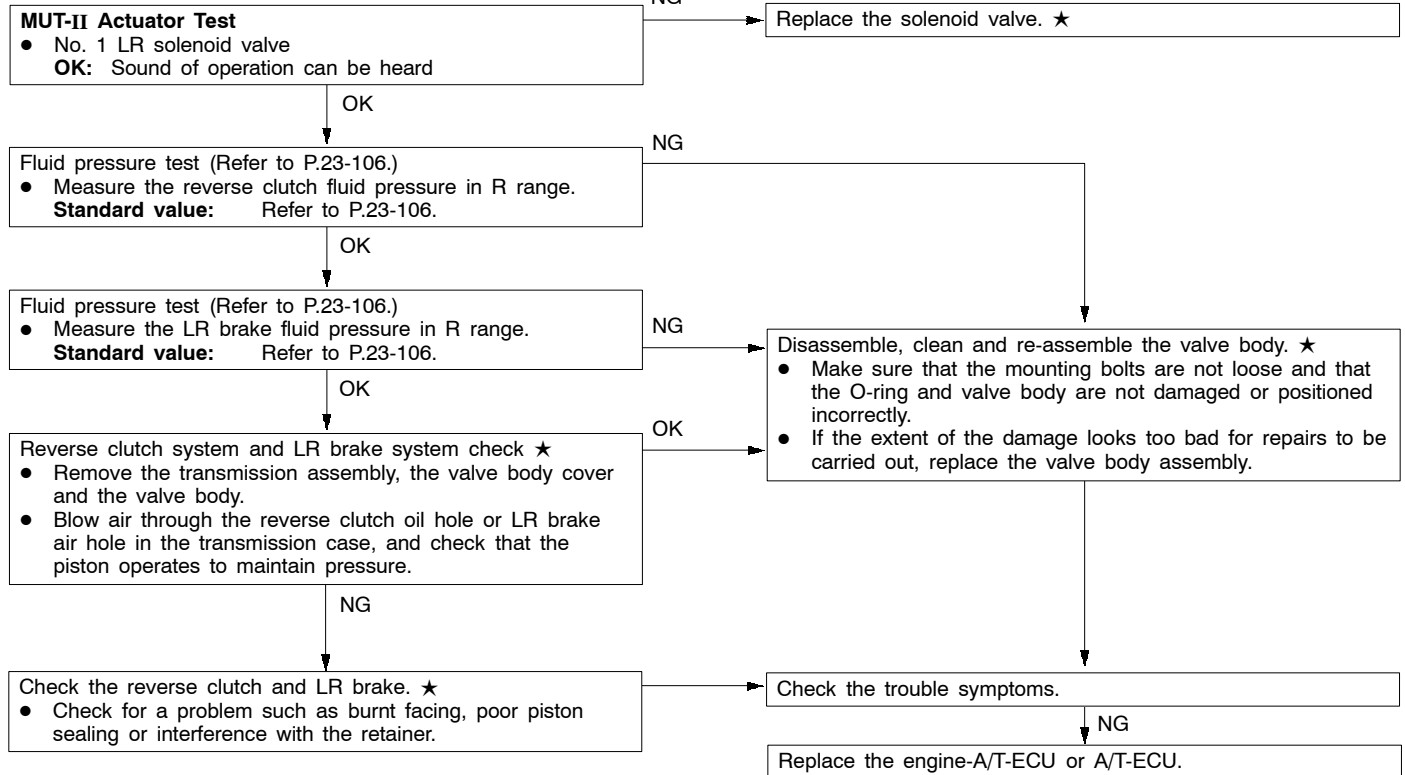 NG
MUT-II Actuator Test
● No. 1 LR solenoid valve
OK: Sound of operation can be heard
Replace the solenoid valve. ★
OK
Fluid pressure test (Refer to P.23-106.)
● Measure the reverse clutch fluid pressure in R range.
Standard value: Refer to P.23-106.
NG
OK
Fluid pressure test (Refer to P.23-106.)
● Measure the LR brake fluid pressure in R range.
Standard value: Refer to P.23-106.
NG
Disassemble, clean and re-assemble the valve body. ★
● Make sure that the mounting bolts are not loose and that
the O-ring and valve body are not damaged or positioned
incorrectly.
● If the extent of the damage looks too bad for repairs to be
carried out, replace the valve body assembly.
OK
Reverse clutch system and LR brake system check ★
● Remove the transmission assembly, the valve body cover
and the valve body.
● Blow air through the reverse clutch oil hole or LR brake
air hole in the transmission case, and check that the
piston operates to maintain pressure.
OK
NG
Check the reverse clutch and LR brake. ★
● Check for a problem such as burnt facing, poor piston
sealing or interference with the retainer.
Check the trouble symptoms.
NG
Replace the engine-A/T-ECU or A/T-ECU.